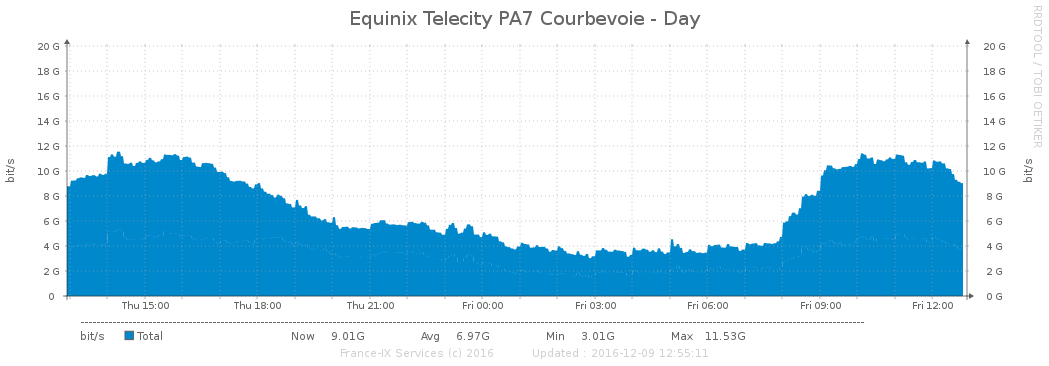 Equinix Telecity PA7 Courbevoie - Day
RRDTOOL / TOBI OETIKER
bit/s
20 G 20 G
18 G 18 G
16 G 16 G
14 G 14 G
12 G 12 G
10 G 10 G
8 G 8 G
6 G 6 G
4 G 4 G
2 G 2 G
0 0 G
bit/s
Thu 15:00 Thu 18:00 Thu 21:00 Fri 00:00 Fri 03:00 Fri 06:00 Fri 09:00 Fri 12:00
bit/s Total Now 9.01G Avg 6.97G Min 3.01G Max 11.53G
France-IX Services (c) 2016 Updated : 2016-12-09 12:55:11